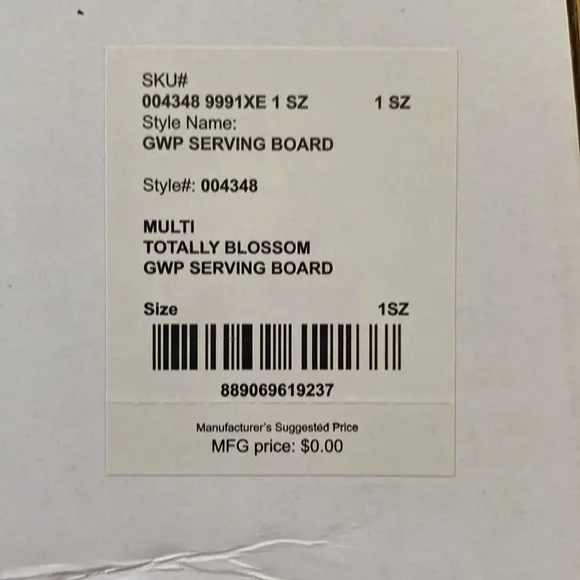 SKU#
004348 9991XE 1 SZ 1 SZ
Style Name:
GWP SERVING BOARD
Style#: 004348
MULTI
TOTALLY BLOSSOM
GWP SERVING BOARD
Size 1SZ
889069619237
Manufacturer's Suggested Price
MFG price: $0.00